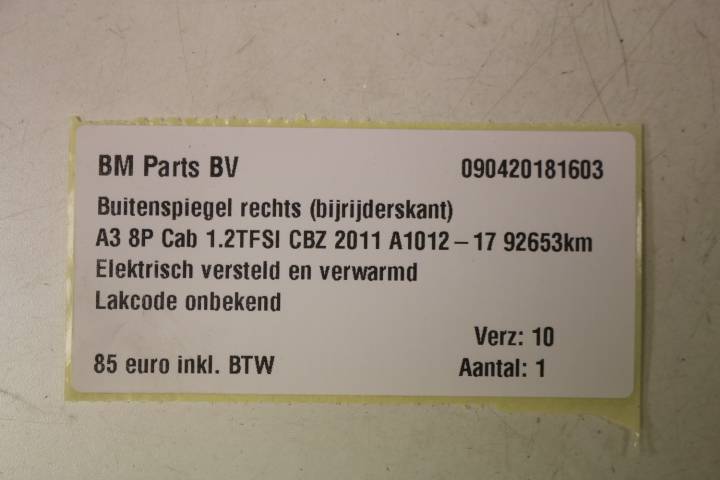 BM Parts BV 090420181603
Buitenspiegel rechts (bijrijderskant)
A3 8P Cab 1.2TFSI CBZ 2011 A1012 – 17 92653km
Elektrisch versteld en verwarmd
Lakcode onbekend
Verz: 10
85 euro inkl. BTW Aantal: 1